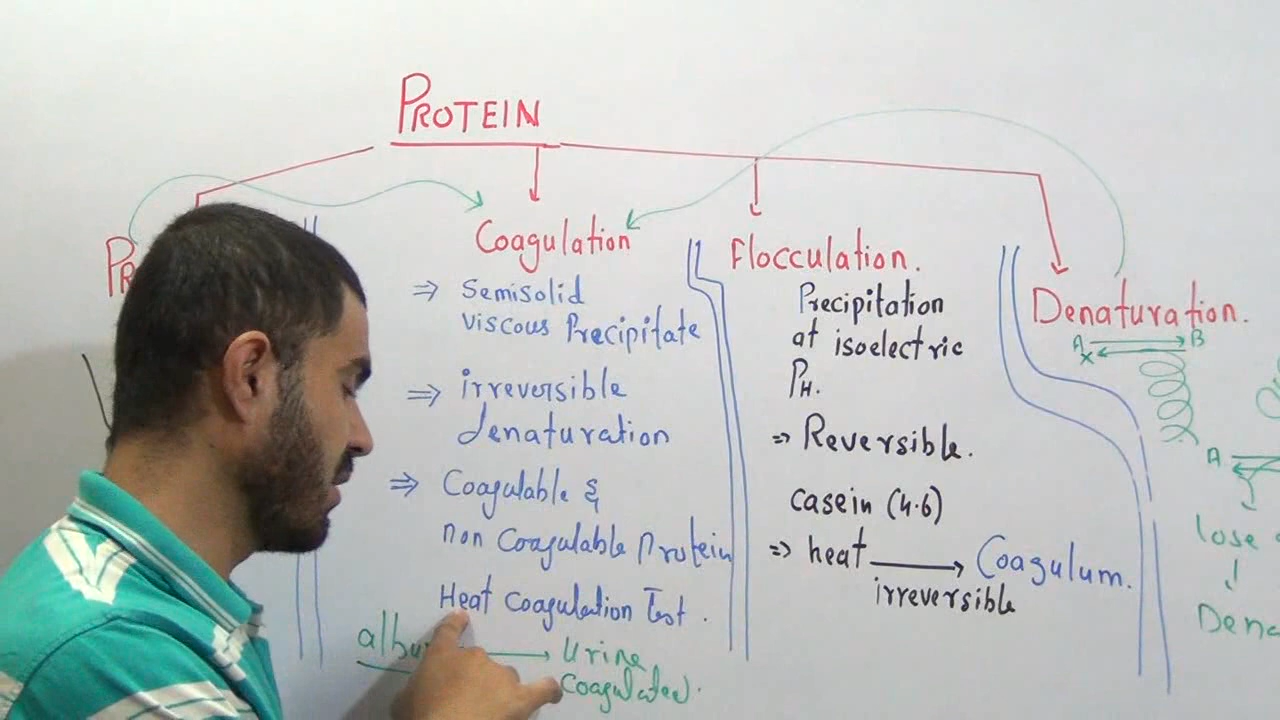 PROTEIN
Coagulation
⇒ Semisolid
viscous Precipitate
⇒ irreversible
denaturation
⇒ Coagulable &
non Coagulable Protein
Heat Coagulation Test.
Urine
Coagulated.
Flocculation.
Precipitation
at isoelectric
PH.
⇒ Reversible.
Casein (4.6)
⇒ heat → Coagulum.
irreversible
Denaturation.
A B
X
A
lose